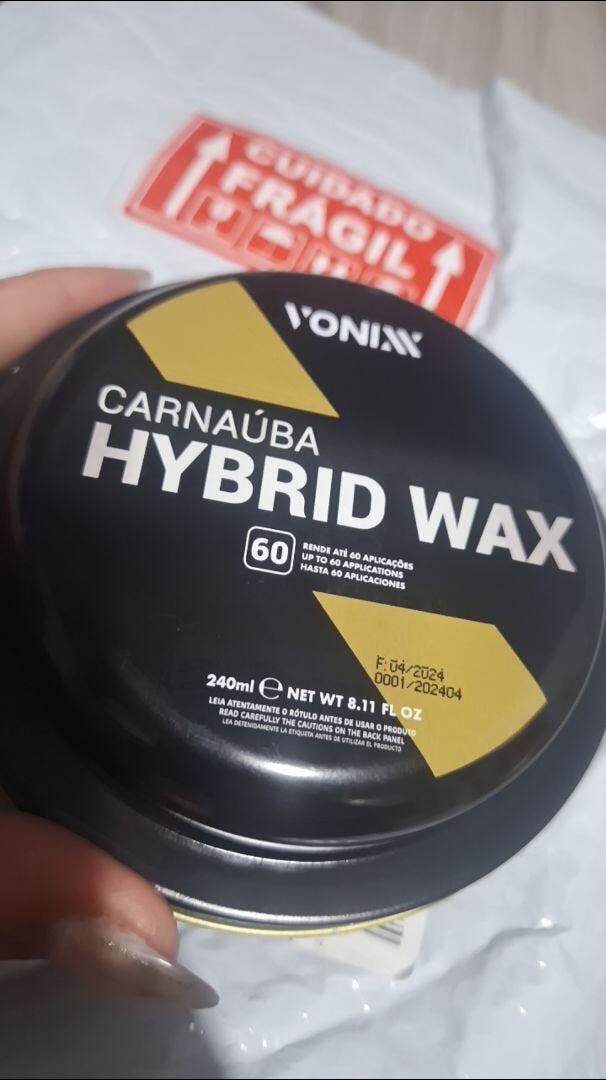 CUIDADO
FRÁGIL
VONIXX
CARNAÚBA
HYBRID WAX
60
RENDE ATÉ 60 APLICAÇÕES
UP TO 60 APPLICATIONS
HASTA 60 APLICACIONES
F:04/2024
0001/202404
240ml ℮ NET WT 8.11 FL OZ
LEIA ATENTAMENTE O RÓTULO ANTES DE USAR O PRODUTO
READ CAREFULLY THE CAUTIONS ON THE BACK PANEL
LEA DETENIDAMENTE LA ETIQUETA ANTES DE UTILIZAR EL PRODUCTO